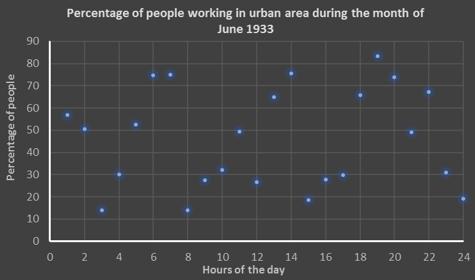 Percentage of people working in urban area during the month of
June 1933
Percentage of people
90
80
70
60
50
40
30
20
10
0
0 2 4 6 8 10 12 14 16 18 20 22 24
Hours of the day